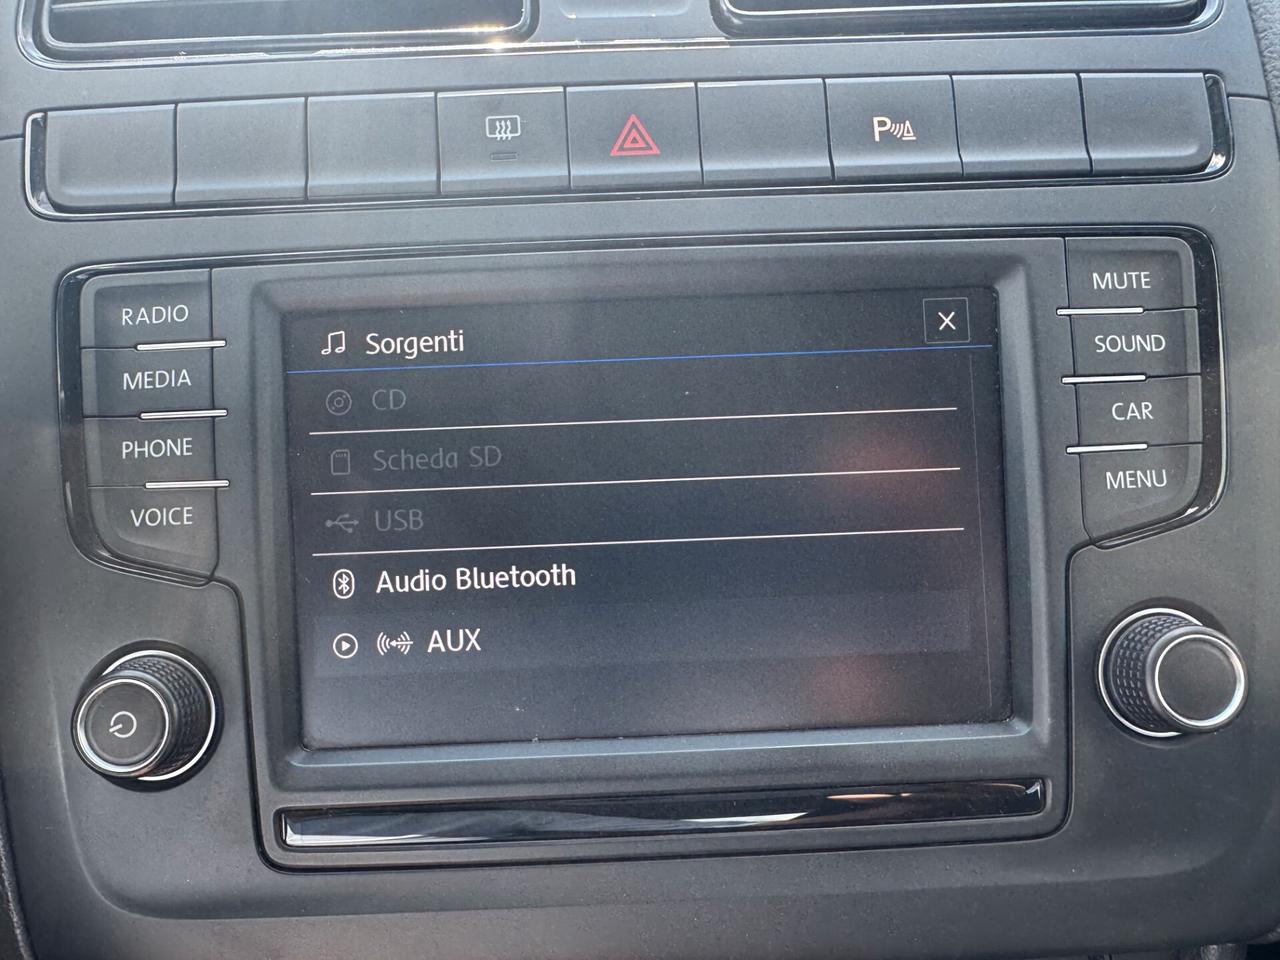 P
RADIO
MEDIA
PHONE
VOICE
Sorgenti
X
CD
Scheda SD
USB
Audio Bluetooth
AUX
MUTE
SOUND
CAR
MENU